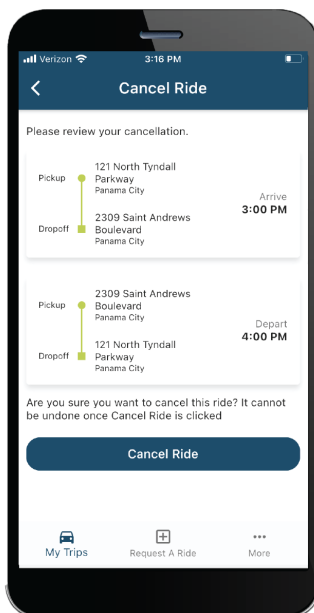 Verizon 3:16 PM
Cancel Ride
Please review your cancellation.
121 North Tyndall
Pickup Parkway
Panama City
Arrive
3:00 PM
2309 Saint Andrews
Dropoff Boulevard
Panama City
2309 Saint Andrews
Pickup Boulevard
Panama City
Depart
4:00 PM
121 North Tyndall
Dropoff Parkway
Panama City
Are you sure you want to cancel this ride? It cannot
be undone once Cancel Ride is clicked
Cancel Ride
My Trips Request A Ride More